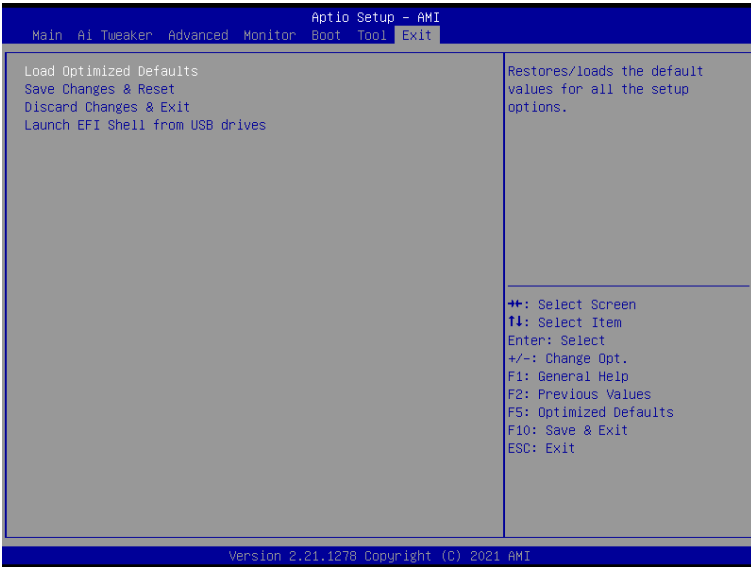 Aptio Setup - AMI
Main Ai Tweaker Advanced Monitor Boot Tool Exit
Load Optimized Defaults
Save Changes & Reset
Discard Changes & Exit
Launch EFI Shell from USB drives
Restores/loads the default
values for all the setup
options.
→←: Select Screen
↑↓: Select Item
Enter: Select
+/-: Change Opt.
F1: General Help
F2: Previous Values
F5: Optimized Defaults
F10: Save & Exit
ESC: Exit
Version 2.21.1278 Copyright (C) 2021 AMI